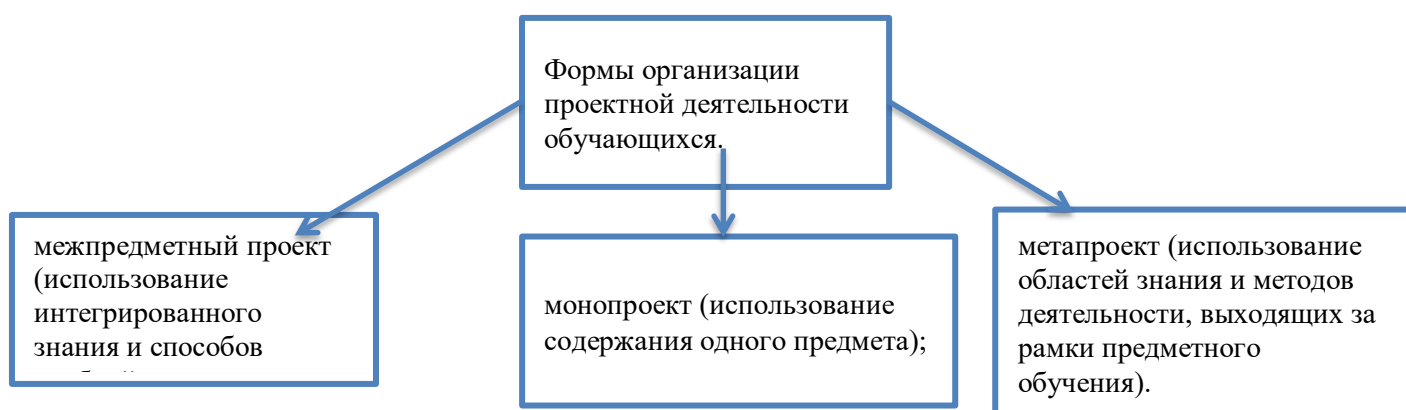 Формы организации
проектной деятельности
обучающихся.
межпредметный проект
(использование
интегрированного
знания и способов
монопроект (использование
содержания одного предмета);
метапроект (использование
областей знания и методов
деятельности, выходящих за
рамки предметного
обучения).